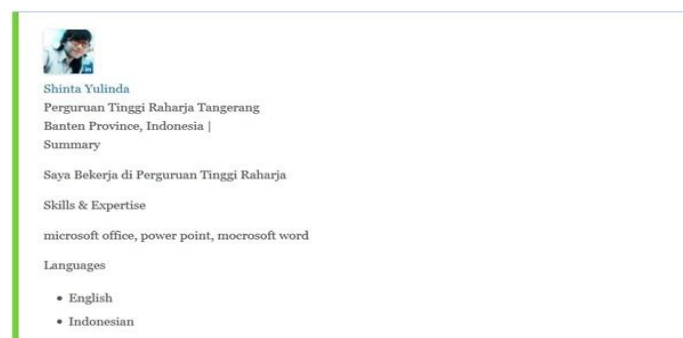 in
Shinta Yulinda
Perguruan Tinggi Raharja Tangerang
Banten Province, Indonesia |
Summary
Saya Bekerja di Perguruan Tinggi Raharja
Skills & Expertise
microsoft office, power point, mocrosoft word
Languages
• English
• Indonesian